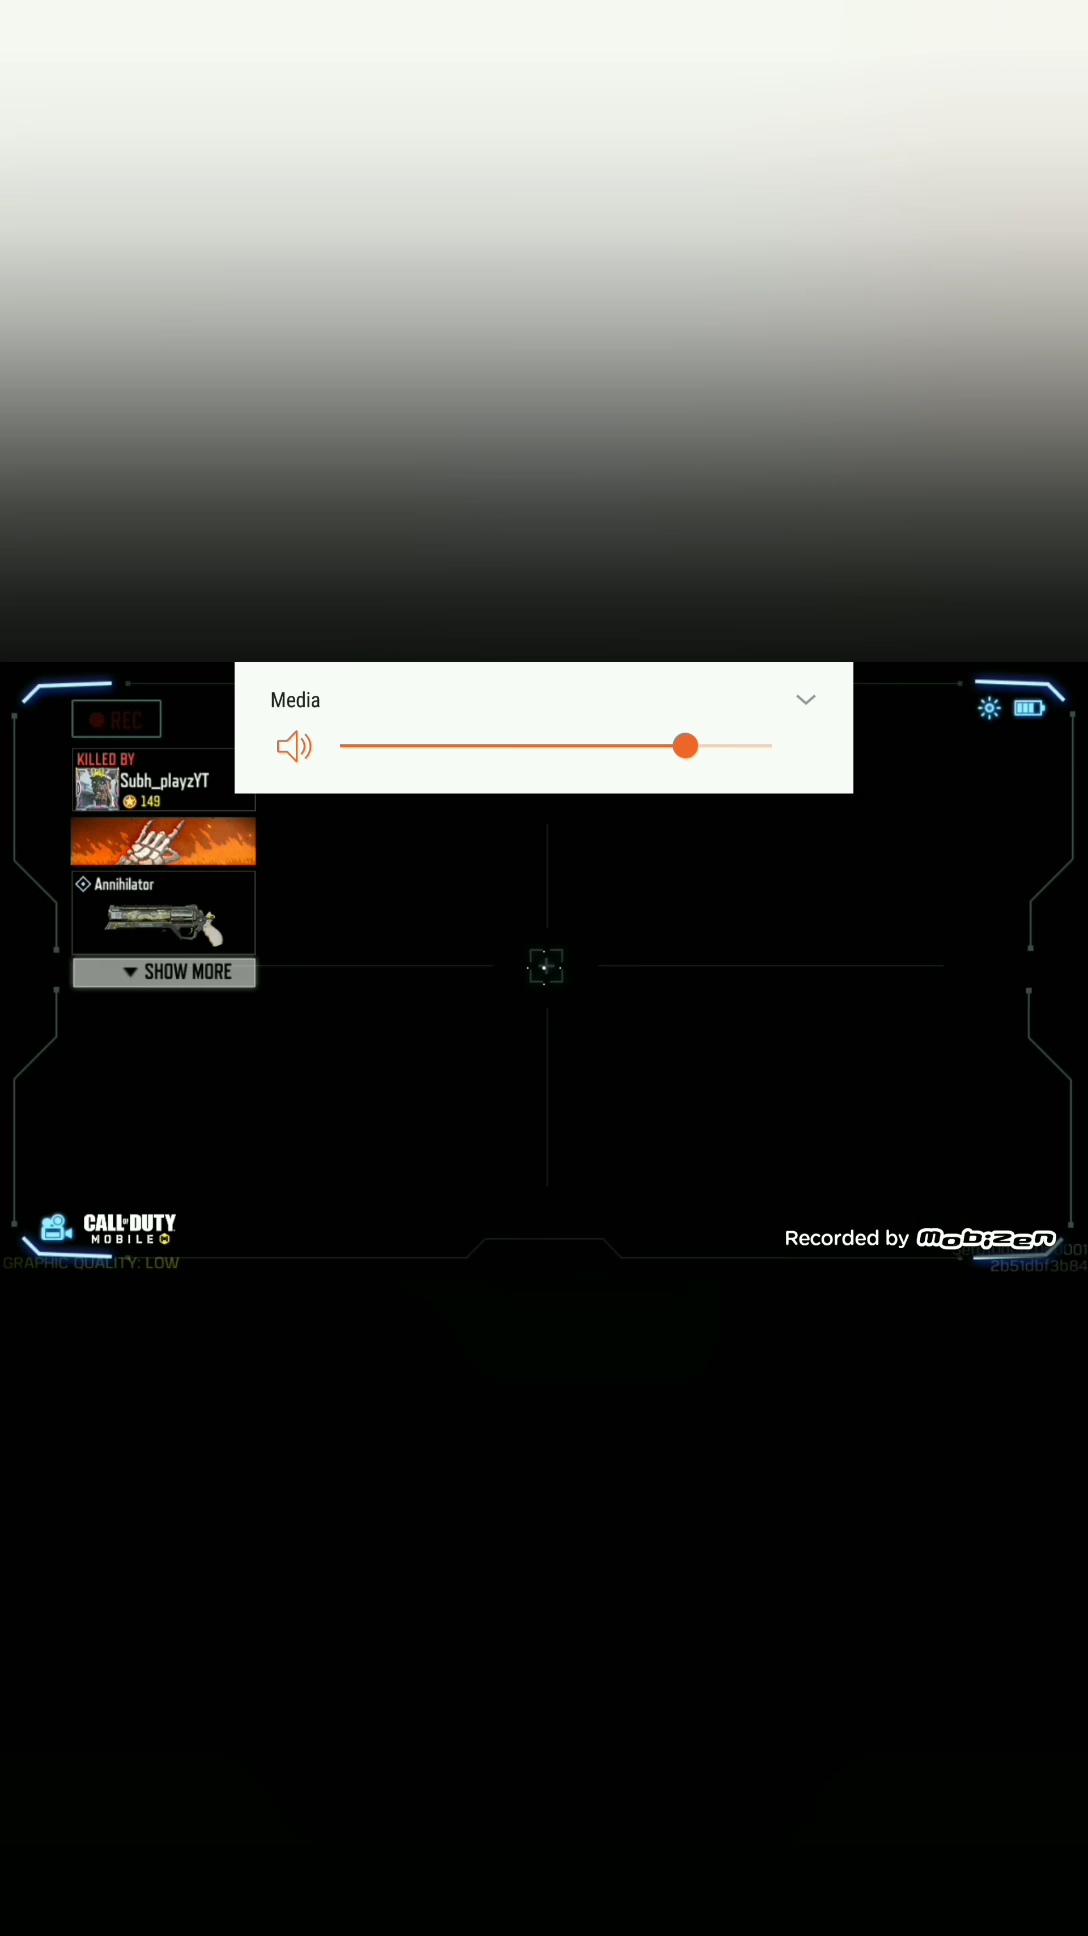 Media
REC
KILLED BY
Subh_playzYT
149
Annihilator
SHOW MORE
CALL OF DUTY
MOBILE
Recorded by mobizen
GRAPHIC QUALITY: LOW
2b51dbf3b84